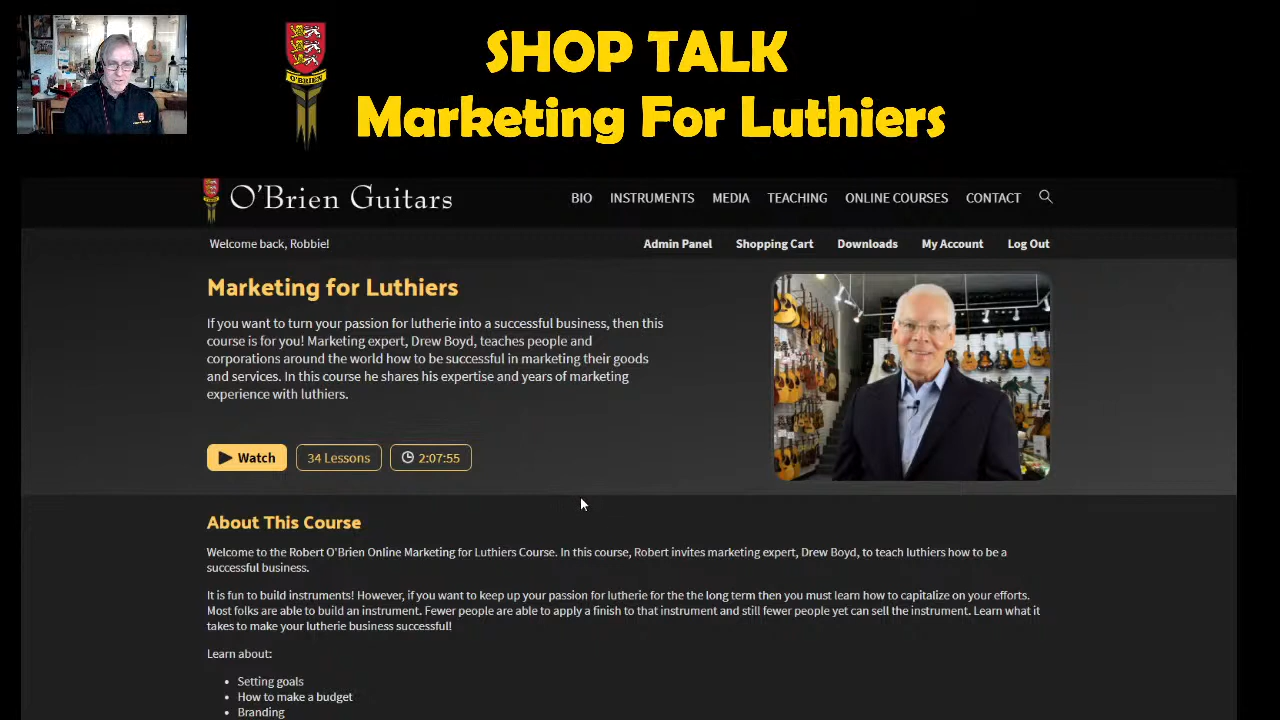 SHOP TALK
Marketing For Luthiers
O'BRIEN
O'Brien Guitars
BIO INSTRUMENTS MEDIA TEACHING ONLINE COURSES CONTACT
Welcome back, Robbie!
Admin Panel Shopping Cart Downloads My Account Log Out
Marketing for Luthiers
If you want to turn your passion for lutherie into a successful business, then this
course is for you! Marketing expert, Drew Boyd, teaches people and
corporations around the world how to be successful in marketing their goods
and services. In this course he shares his expertise and years of marketing
experience with luthiers.
Watch
34 Lessons
2:07:55
About This Course
Welcome to the Robert O'Brien Online Marketing for Luthiers Course. In this course, Robert invites marketing expert, Drew Boyd, to teach luthiers how to be a
successful business.
It is fun to build instruments! However, if you want to keep up your passion for lutherie for the the long term then you must learn how to capitalize on your efforts.
Most folks are able to build an instrument. Fewer people are able to apply a finish to that instrument and still fewer people yet can sell the instrument. Learn what it
takes to make your lutherie business successful!
Learn about:
• Setting goals
• How to make a budget
• Branding